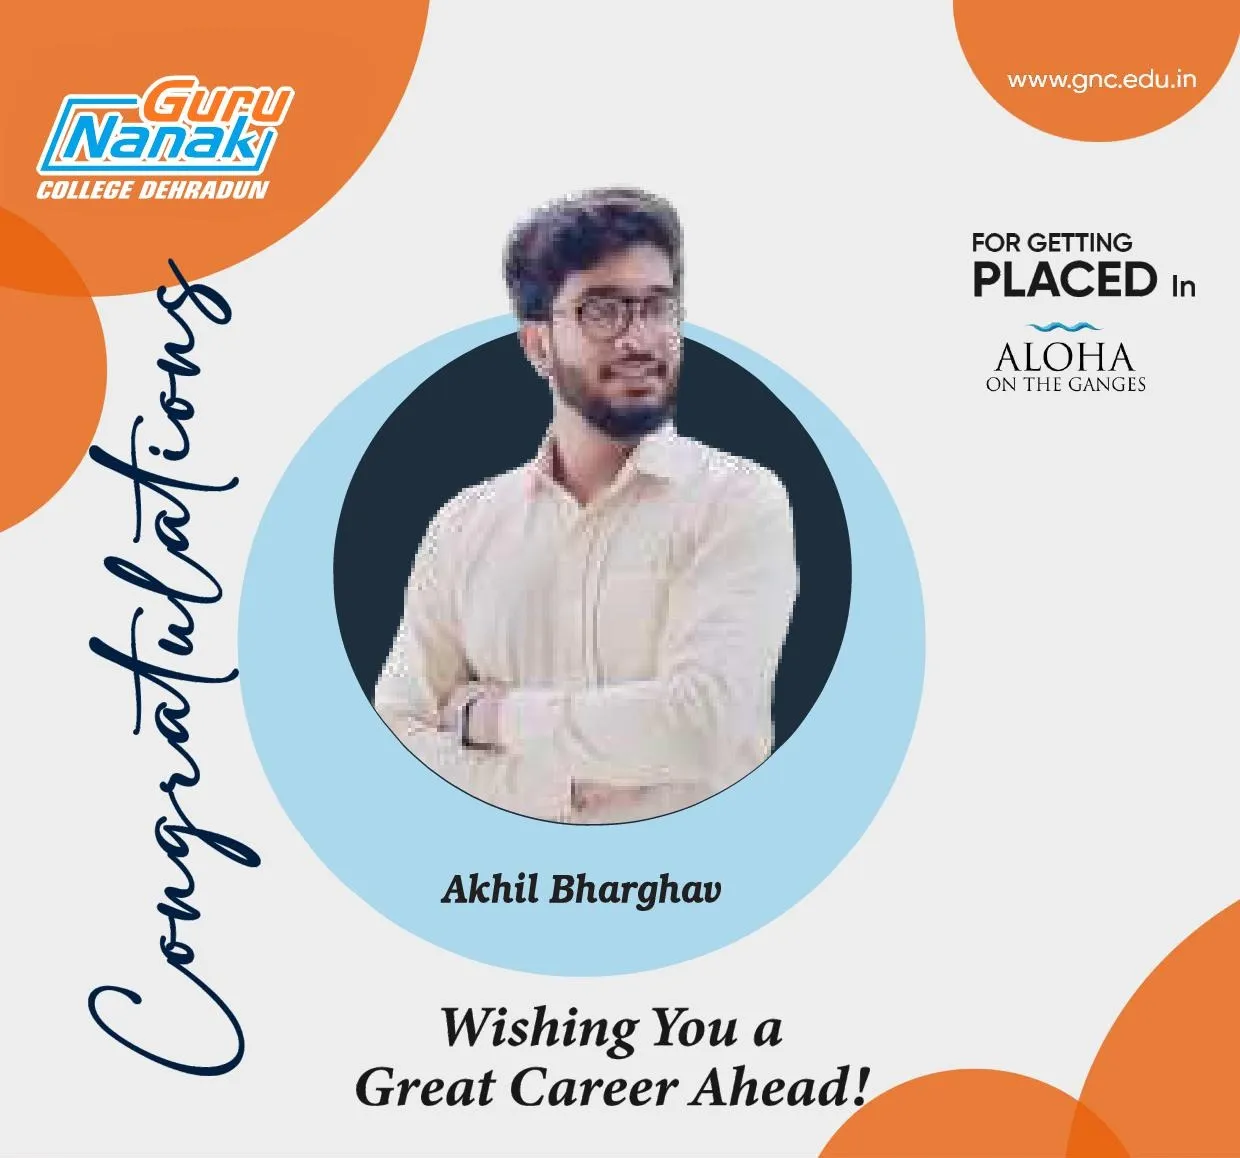 Guru
Nanak
COLLEGE DEHRADUN
www.gnc.edu.in
Congratulations
FOR GETTING
PLACED In
ALOHA
ON THE GANGES
Akhil Bharghav
Wishing You a
Great Career Ahead!